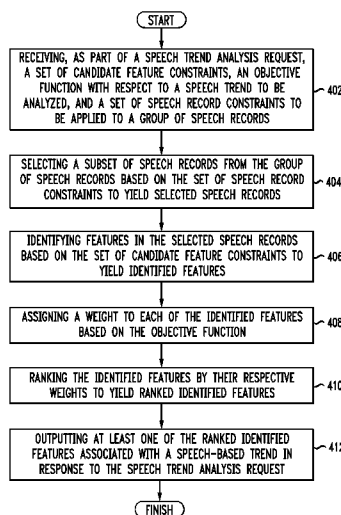 START
RECEIVING, AS PART OF A SPEECH TREND ANALYSIS REQUEST,
A SET OF CANDIDATE FEATURE CONSTRAINTS, AN OBJECTIVE
FUNCTION WITH RESPECT TO A SPEECH TREND TO BE
ANALYZED, AND A SET OF SPEECH RECORD CONSTRAINTS TO
BE APPLIED TO A GROUP OF SPEECH RECORDS
402
SELECTING A SUBSET OF SPEECH RECORDS FROM THE GROUP
OF SPEECH RECORDS BASED ON THE SET OF SPEECH RECORD
CONSTRAINTS TO YIELD SELECTED SPEECH RECORDS
404
IDENTIFYING FEATURES IN THE SELECTED SPEECH RECORDS
BASED ON THE SET OF CANDIDATE FEATURE CONSTRAINTS TO
YIELD IDENTIFIED FEATURES
406
ASSIGNING A WEIGHT TO EACH OF THE IDENTIFIED FEATURES
BASED ON THE OBJECTIVE FUNCTION
408
RANKING THE IDENTIFIED FEATURES BY THEIR RESPECTIVE
WEIGHTS TO YIELD RANKED IDENTIFIED FEATURES
410
OUTPUTTING AT LEAST ONE OF THE RANKED IDENTIFIED
FEATURES ASSOCIATED WITH A SPEECH-BASED TREND IN
RESPONSE TO THE SPEECH TREND ANALYSIS REQUEST
412
FINISH